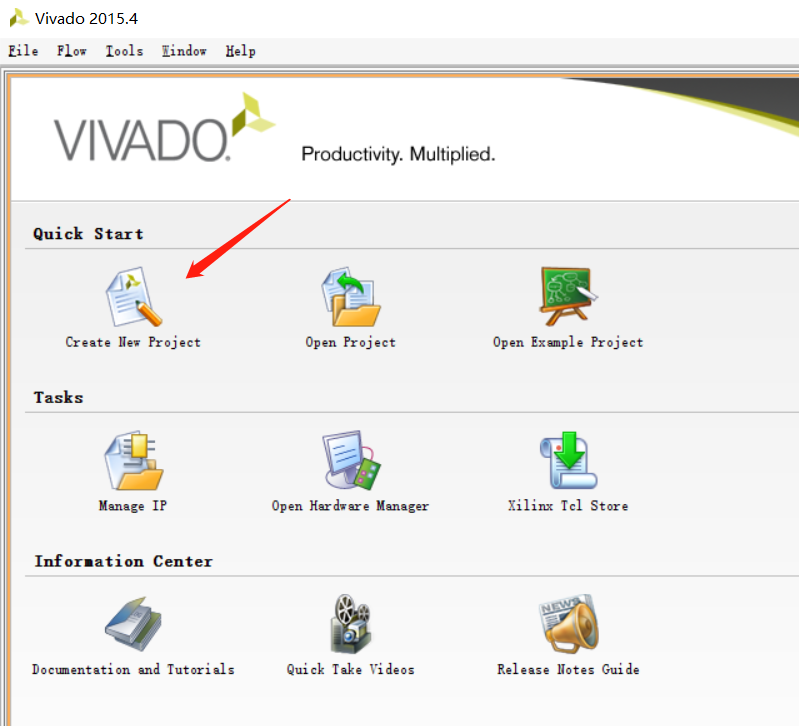 Vivado 2015.4
File Flow Tools Window Help
VIVADO.
Productivity. Multiplied.
Quick Start
Create New Project
Open Project
Open Example Project
Tasks
Manage IP
Open Hardware Manager
Xilinx Tcl Store
Information Center
NEWS
Documentation and Tutorials
Quick Take Videos
Release Notes Guide